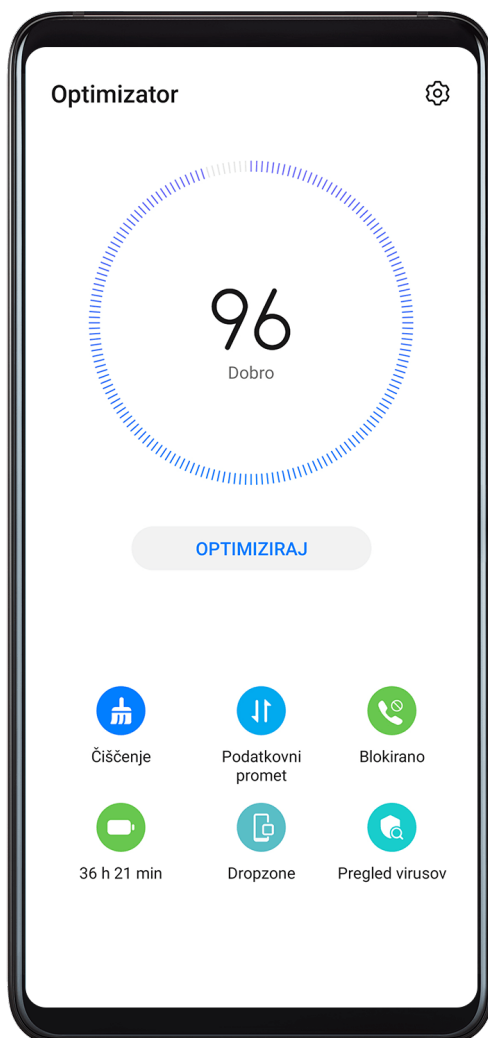 Optimizator
96
Dobro
OPTIMIZIRAJ
Čiščenje
Podatkovni
promet
Blokirano
36 h 21 min
Dropzone
Pregled virusov